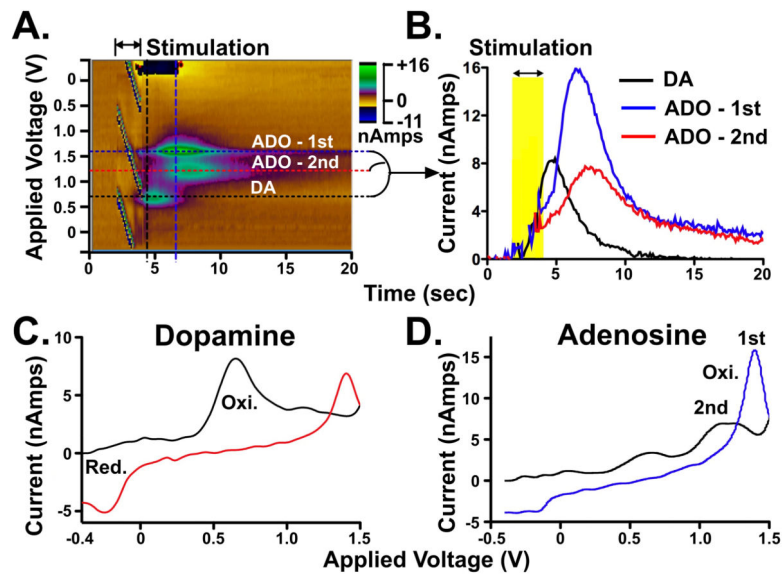 A.
Stimulation
Applied Voltage (V)
0
0.5
1.0
1.5
1.0
0.5
0
+16
0
-11
nAmps
ADO - 1st
ADO - 2nd
DA
0
5
10
15
20
B.
Stimulation
Current (nAmps)
16
12
8
4
0
DA
ADO - 1st
ADO - 2nd
0
5
10
15
20
Time (sec)
C.
Dopamine
Current (nAmps)
10
5
0
-5
Oxi.
Red.
-0.4
0
0.5
1.0
1.5
D.
Adenosine
Current (nAmps)
15
10
5
0
-5
1st
Oxi.
2nd
0
0.5
1.0
1.5
Applied Voltage (V)